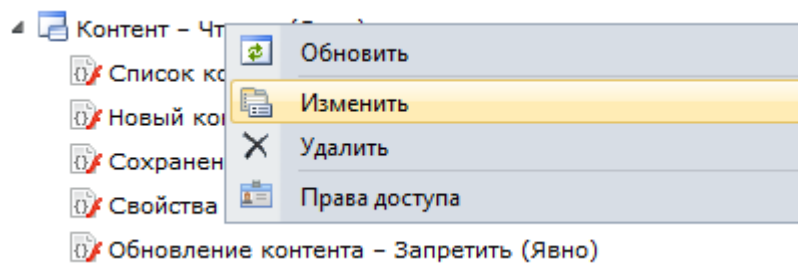 Контент – Чт
Список ко
Новый ко
Сохранен
Свойства
Обновление контента – Запретить (Явно)
Обновить
Изменить
Удалить
Права доступа